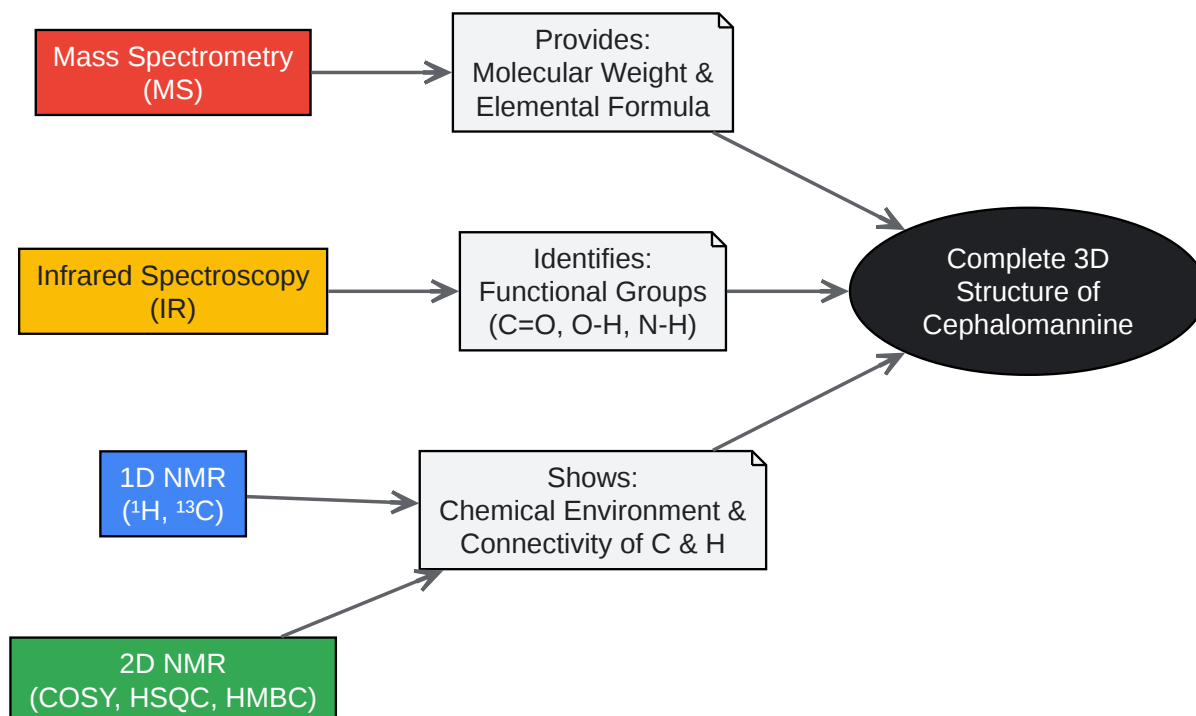 Mass Spectrometry
(MS)
Provides:
Molecular Weight &
Elemental Formula
Infrared Spectroscopy
(IR)
Identifies:
Functional Groups
(C=O, O-H, N-H)
Complete 3D
Structure of
Cephalomannine
1D NMR
(¹H, ¹³C)
Shows:
Chemical Environment &
Connectivity of C & H
2D NMR
(COSY, HSQC, HMBC)